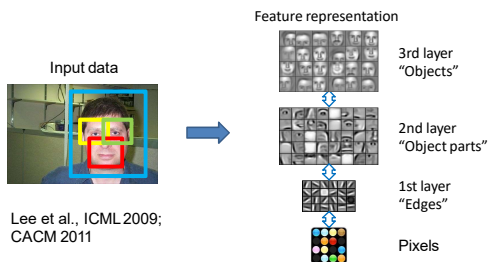 Feature representation
Input data
3rd layer
“Objects”
2nd layer
“Object parts”
1st layer
“Edges”
Pixels
Lee et al., ICML 2009;
CACM 2011